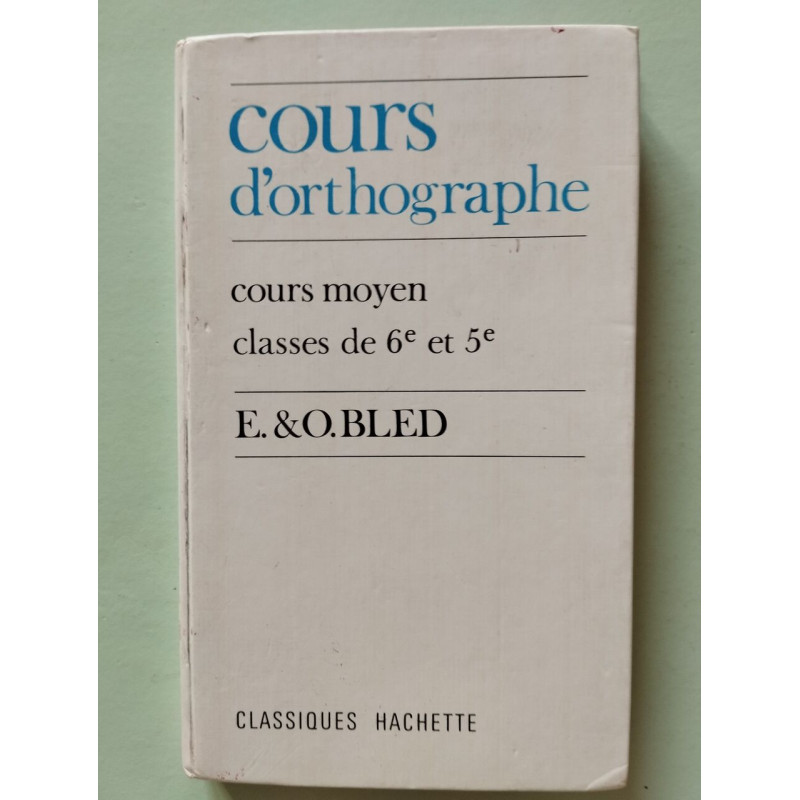 cours
d'orthographe
cours moyen
classes de 6e et 5e
E. & O. BLED
CLASSIQUES HACHETTE